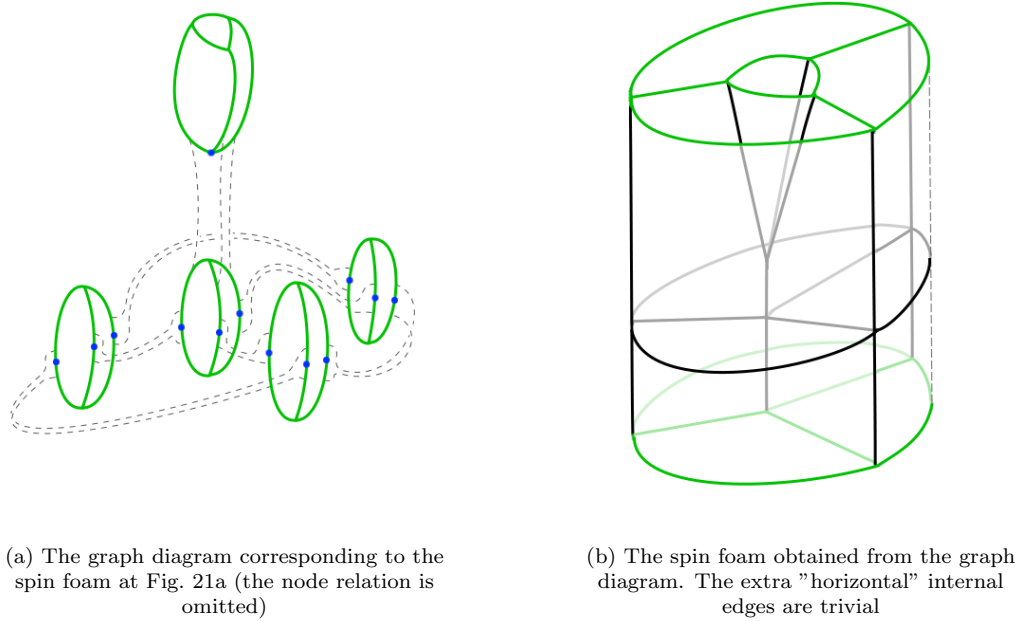 (a) The graph diagram corresponding to the
spin foam at Fig. 21a (the node relation is
omitted)
(b) The spin foam obtained from the graph
diagram. The extra ”horizontal” internal
edges are trivial